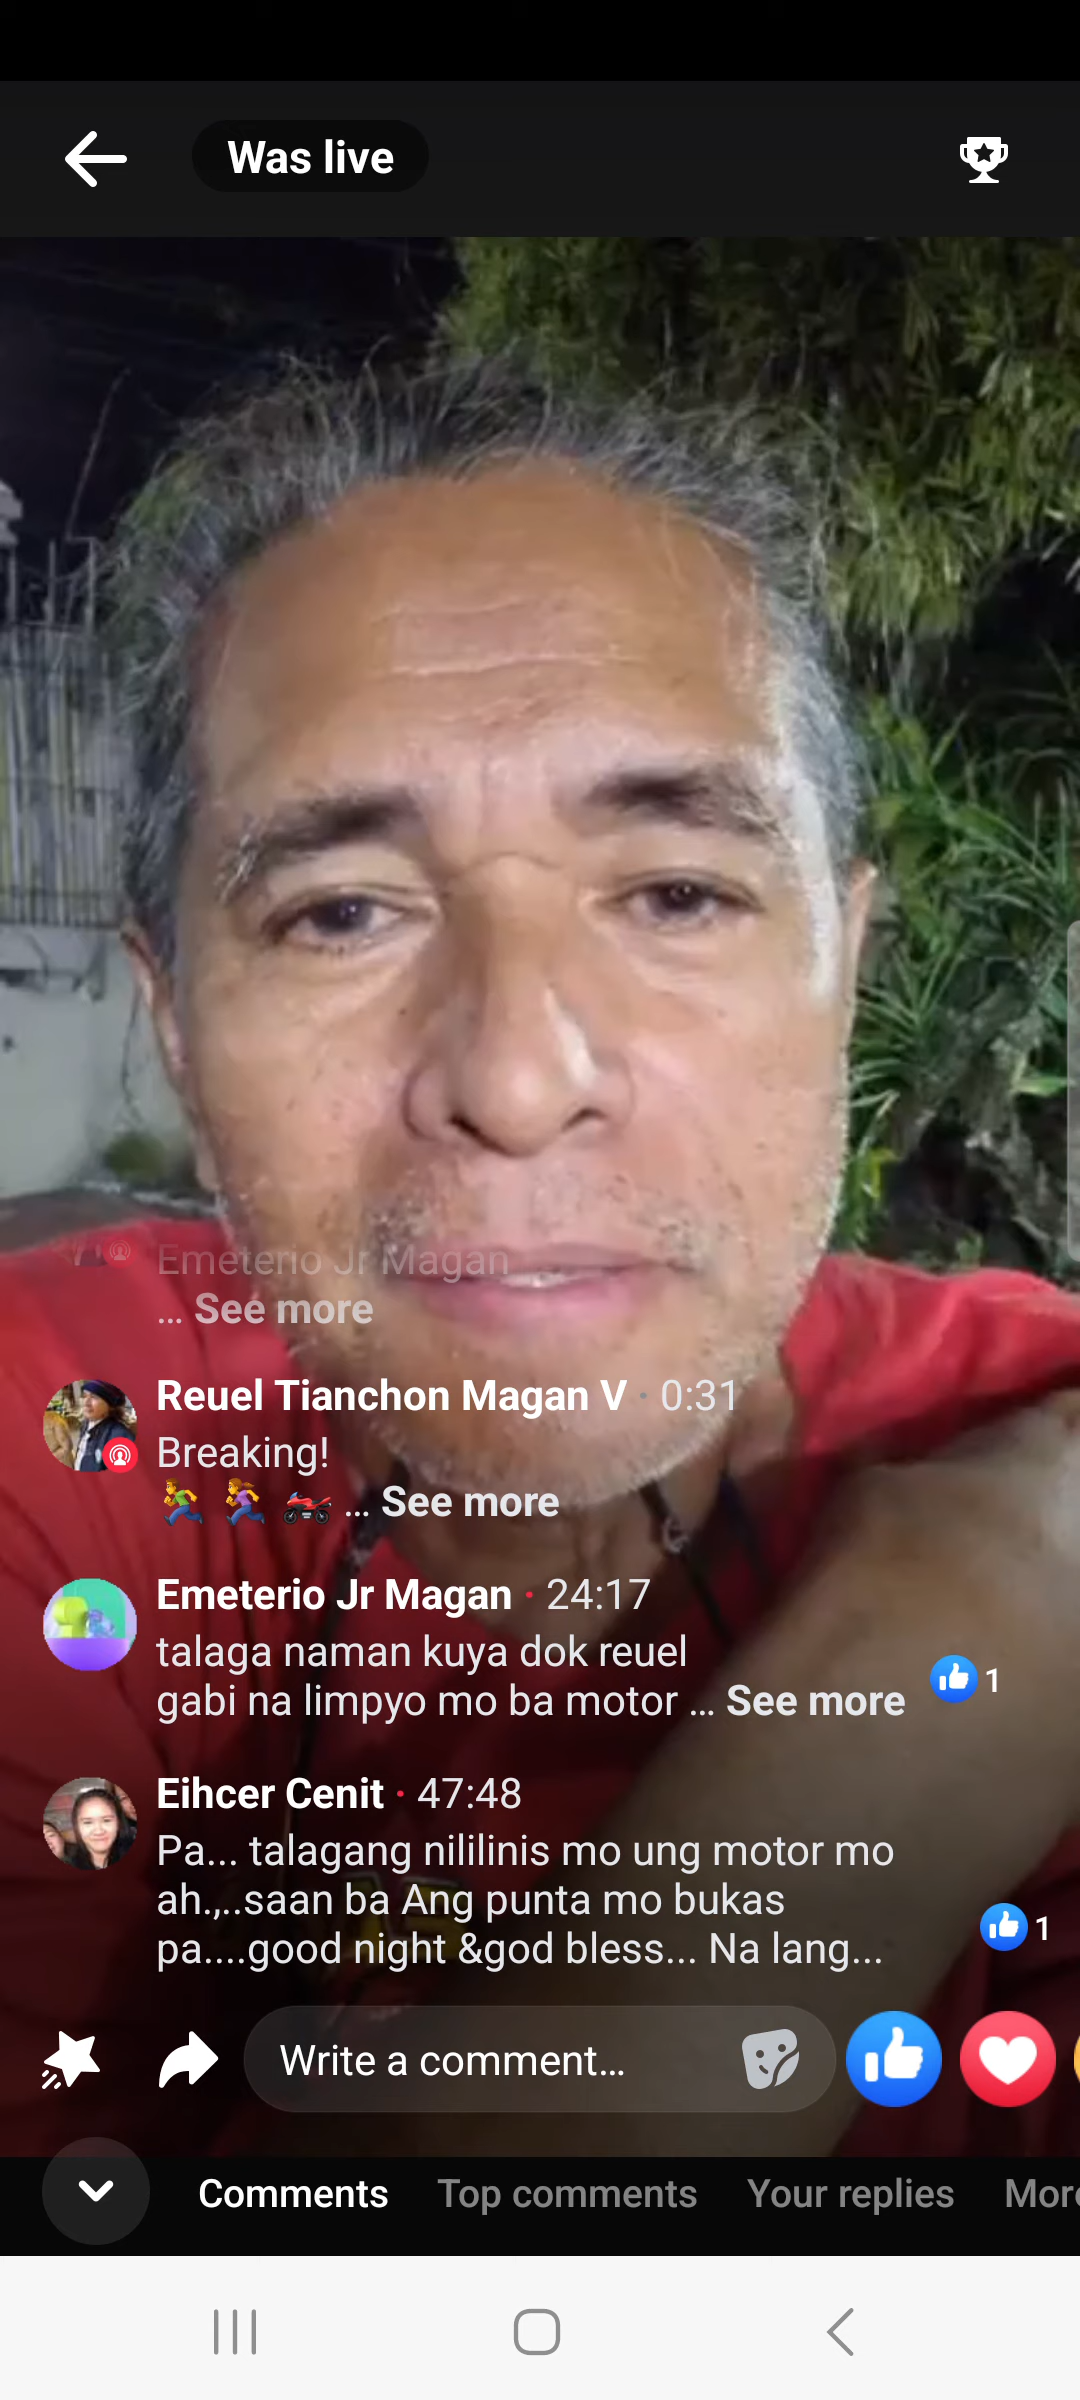 Was live
Emeterio Jr Magan
... See more
Reuel Tianchon Magan V · 0:31
Breaking!
🏃‍♂️ 🏃‍♀️ 🏍️ ... See more
Emeterio Jr Magan · 24:17
talaga naman kuya dok reuel
gabi na limpyo mo ba motor ... See more
1
Eihcer Cenit · 47:48
Pa... talagang nililinis mo ung motor mo
ah.,..saan ba Ang punta mo bukas
pa....good night &god bless... Na lang...
1
Write a comment...
Comments Top comments Your replies More